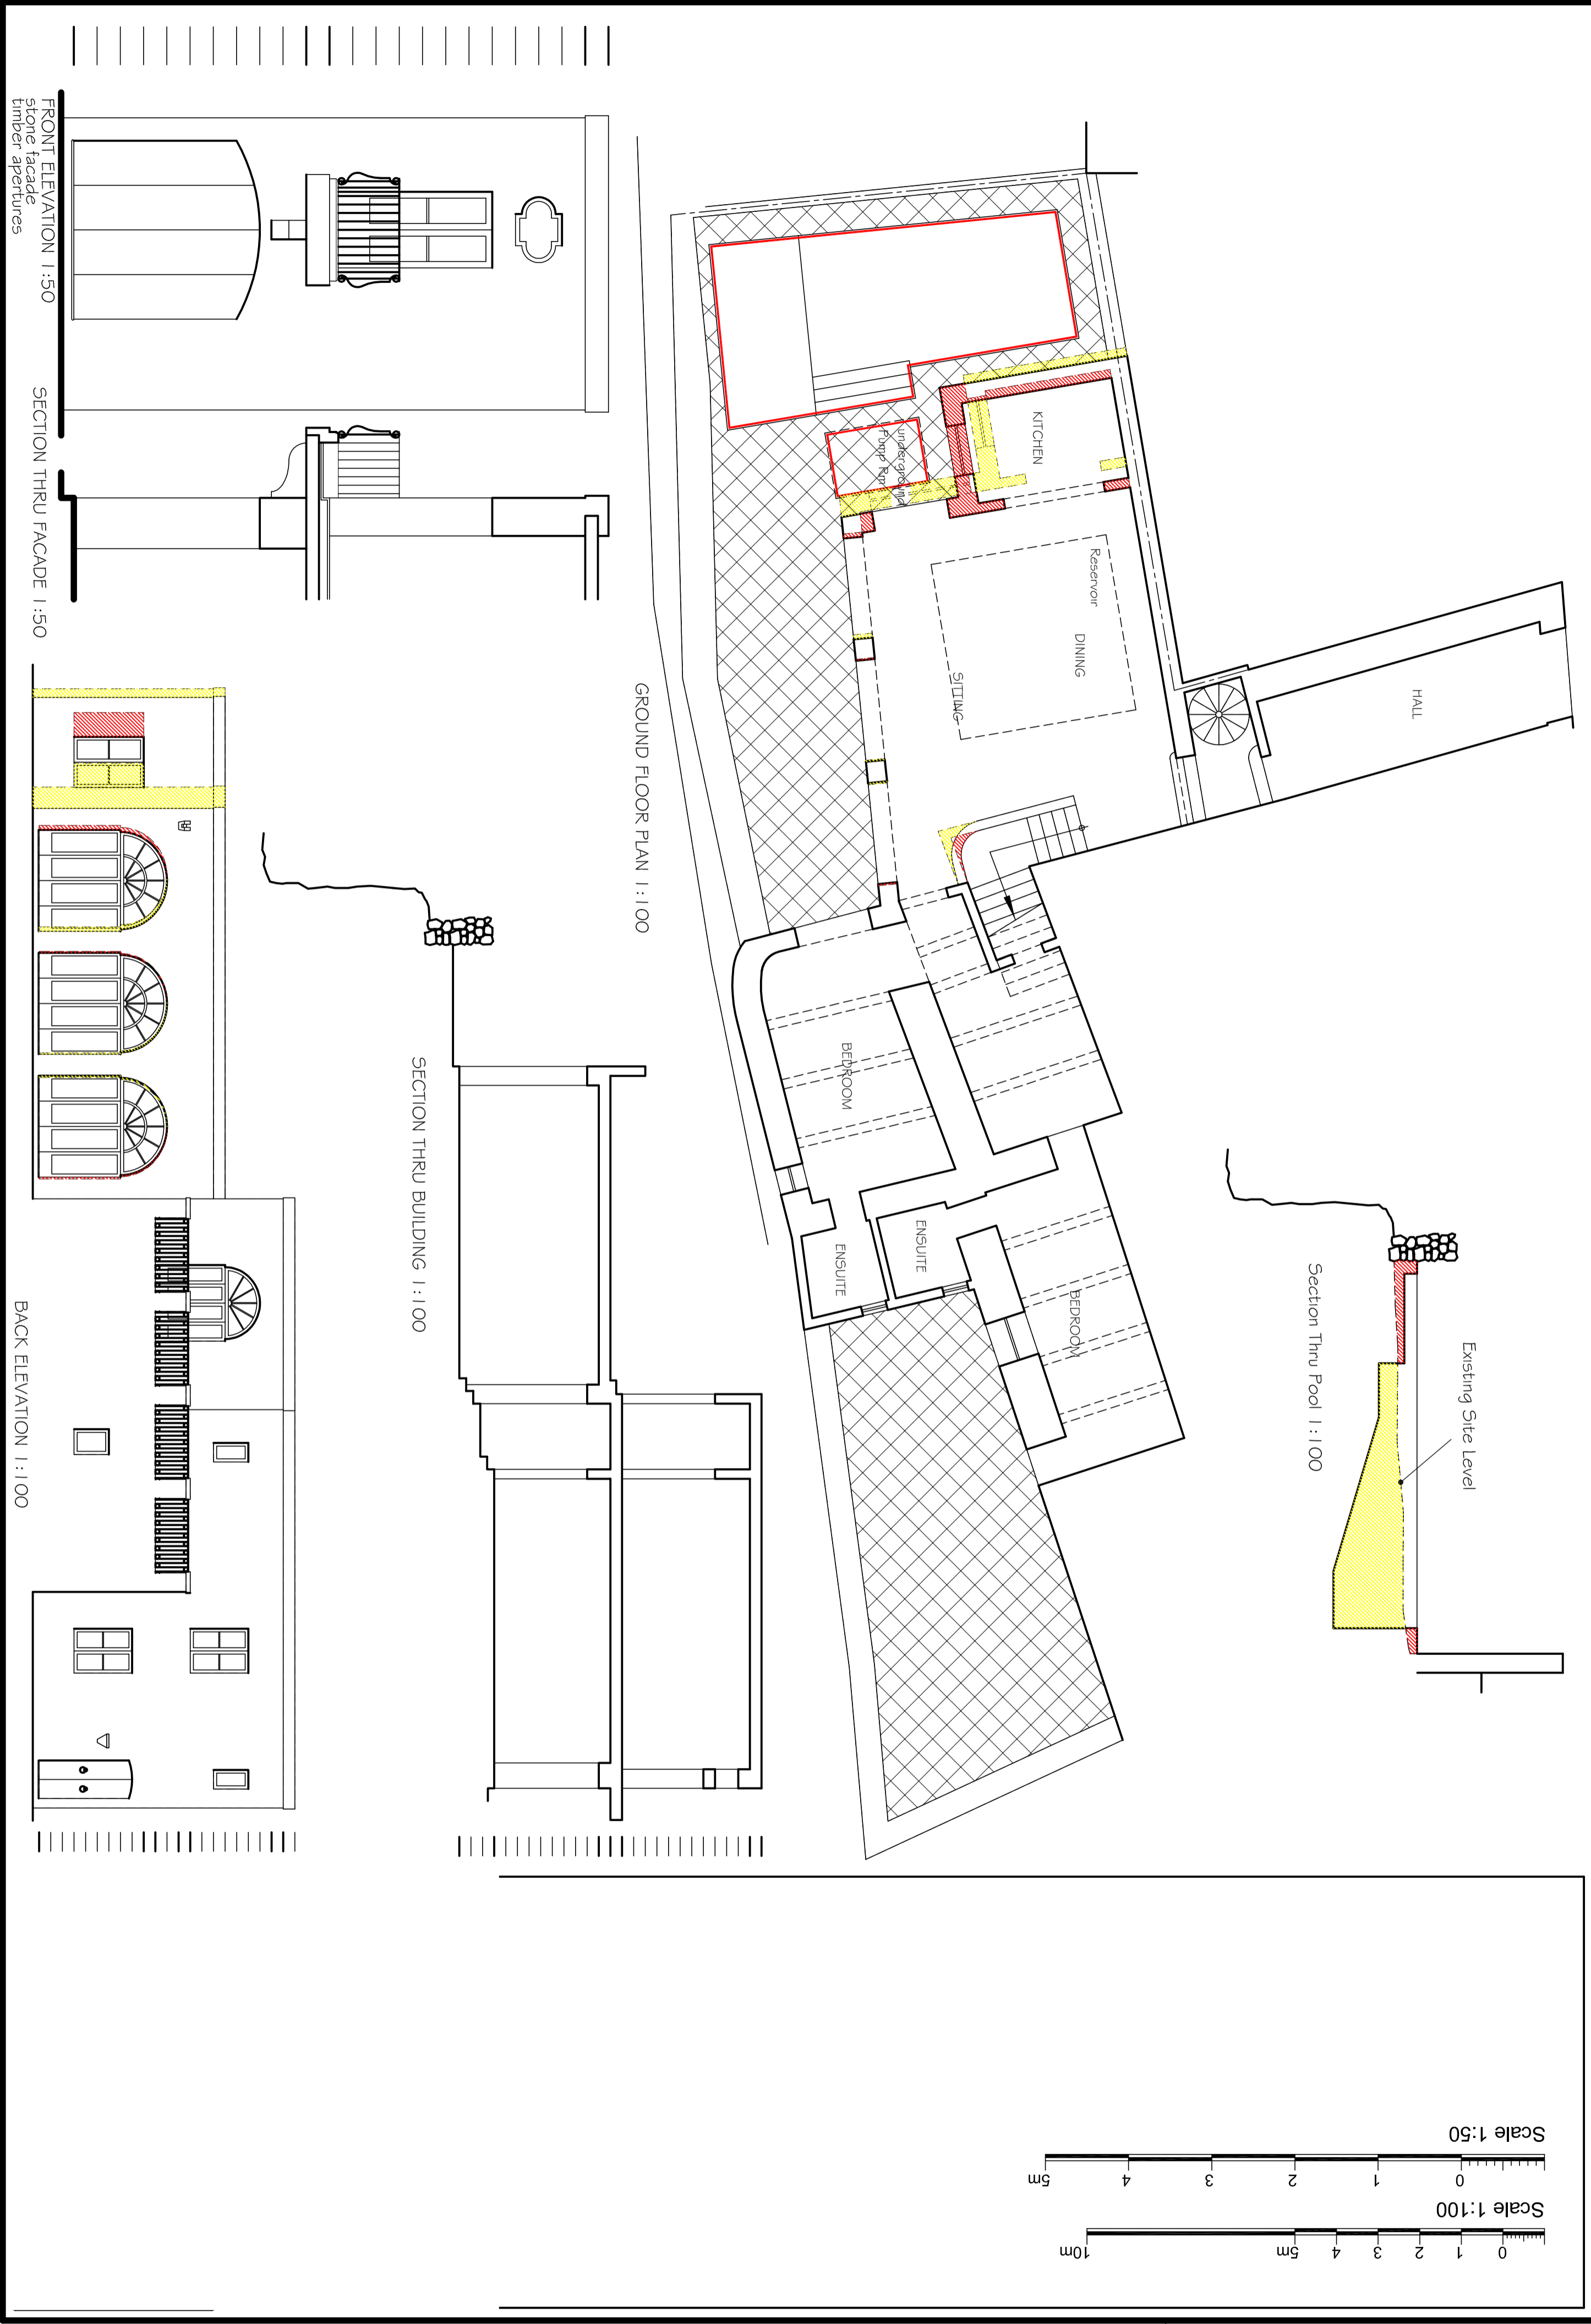 FRONT ELEVATION 1:50
stone facade
timber apertures
SECTION THRU FACADE 1:50
GROUND FLOOR PLAN 1:100
KITCHEN
underground
Pump Rm
Reservoir
DINING
SITTING
HALL
BEDROOM
ENSUITE
ENSUITE
BEDROOM
SECTION THRU BUILDING 1:100
BACK ELEVATION 1:100
Existing Site Level
Section Thru Pool 1:100
Scale 1:50
0 1 2 3 4 5m
Scale 1:100
0 1 2 3 4 5m 10m